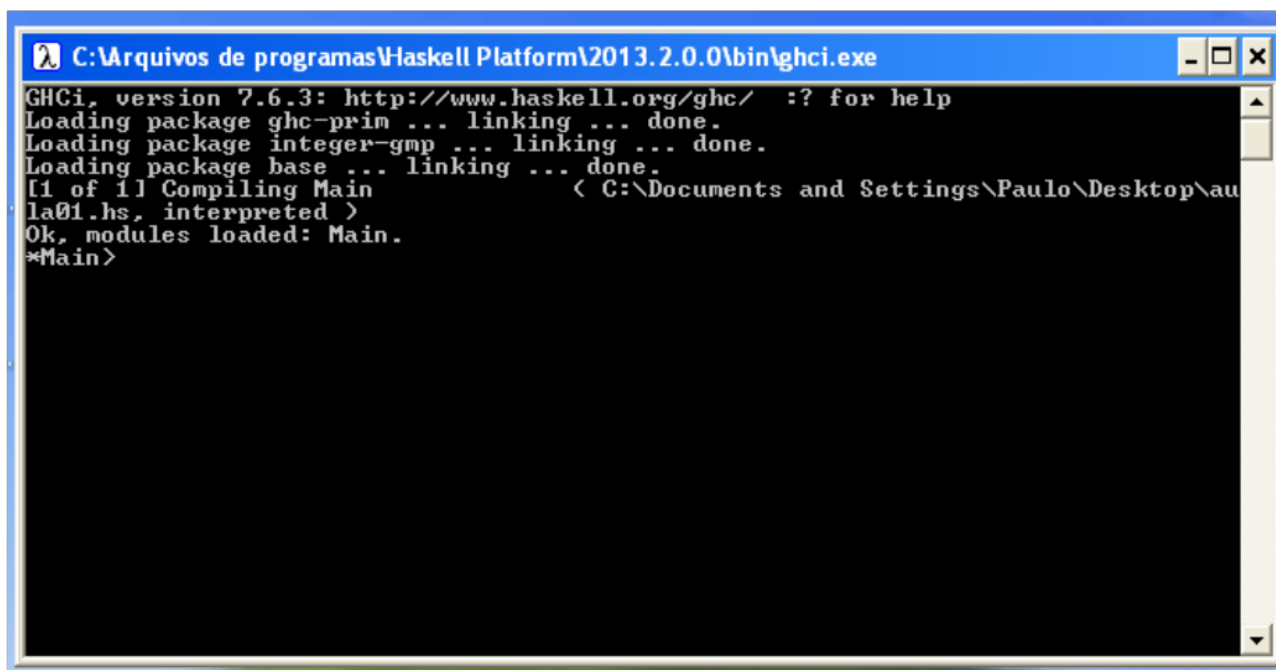 C:\Arquivos de programas\Haskell Platform\2013.2.0.0\bin\ghci.exe
GHCi, version 7.6.3: http://www.haskell.org/ghc/  :? for help
Loading package ghc-prim ... linking ... done.
Loading package integer-gmp ... linking ... done.
Loading package base ... linking ... done.
[1 of 1] Compiling Main             ( C:\Documents and Settings\Paulo\Desktop\au
la01.hs, interpreted )
Ok, modules loaded: Main.
*Main>